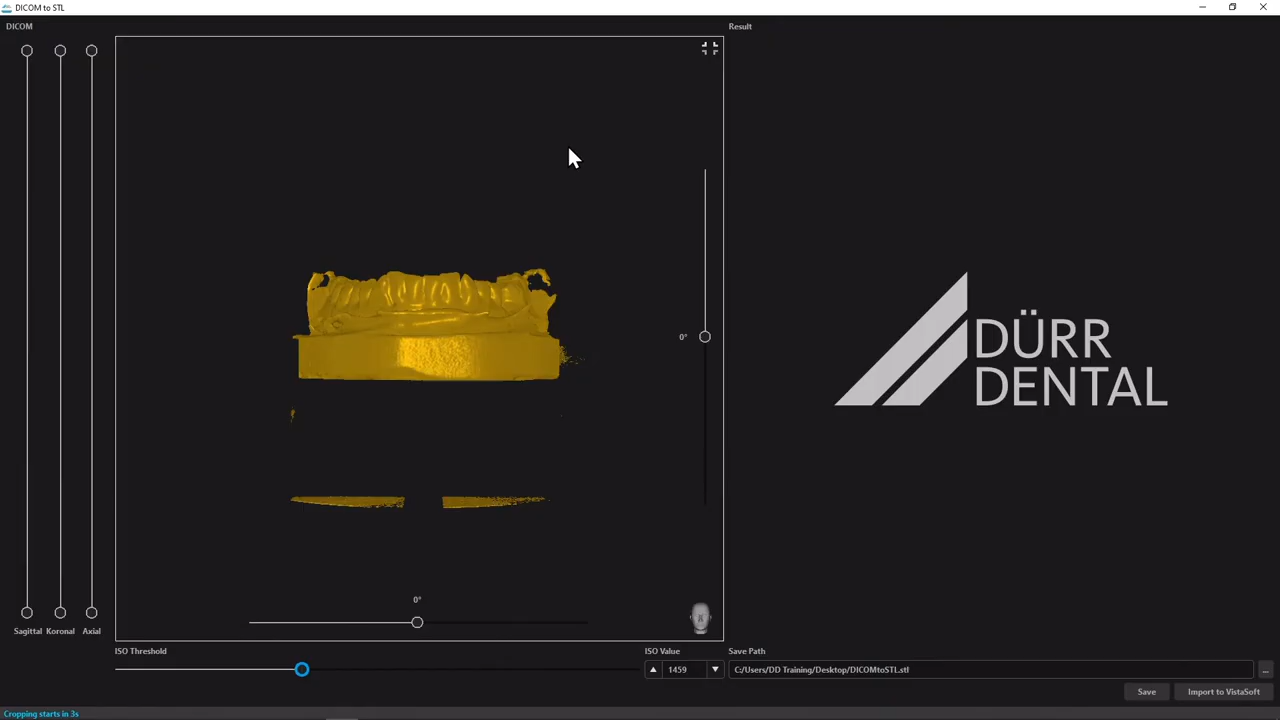 DICOM to STL
DICOM
Result
0°
DÜRR
DENTAL
0°
Sagittal Koronal Axial
ISO Threshold
ISO Value
1459
Save Path
C:/Users/DD Training/Desktop/DICOMtoSTL.stl
...
Save
Import to VistaSoft
Cropping starts in 3s